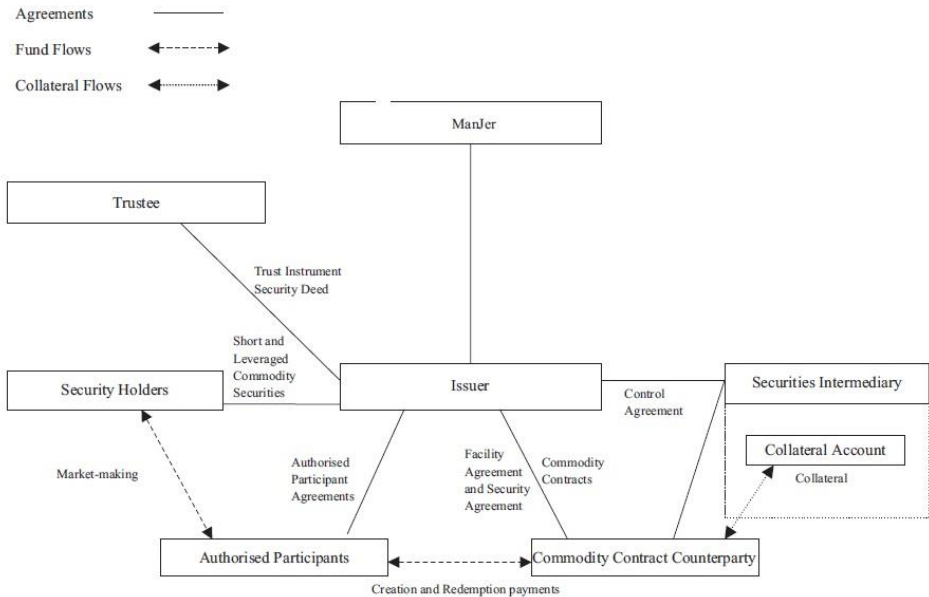 Agreements
Fund Flows
Collateral Flows
ManJer
Trustee
Trust Instrument
Security Deed
Short and
Leveraged
Commodity
Securities
Security Holders
Issuer
Securities Intermediary
Control
Agreement
Collateral Account
Collateral
Market-making
Authorised
Participant
Agreements
Facility
Agreement
and Security
Agreement
Commodity
Contracts
Authorised Participants
Commodity Contract Counterparty
Creation and Redemption payments